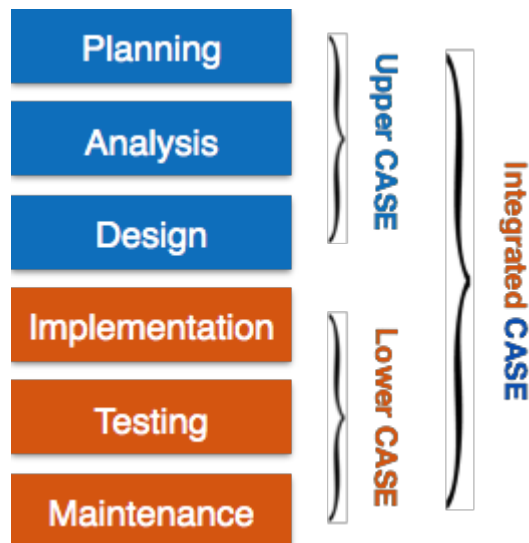 Planning
Analysis
Design
Implementation
Testing
Maintenance
Upper CASE
Lower CASE
Integrated CASE